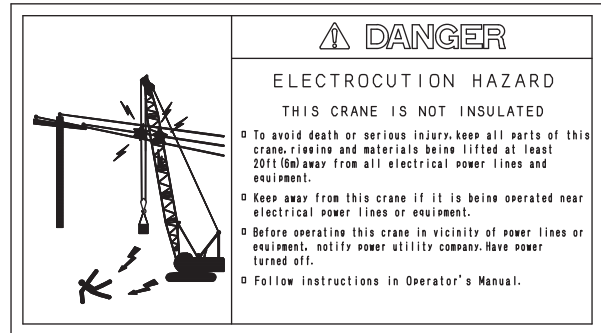 DANGER
ELECTROCUTION HAZARD
THIS CRANE IS NOT INSULATED
▫ To avoid death or serious injury,keep all parts of this
crane,rigging and materials being lifted at least
20ft(6m)away from all electrical power lines and
equipment.
▫ Keep away from this crane if it is being operated near
electrical power lines or equipment.
▫ Before operating this crane in vicinity of power lines or
equipment, notify power utility company.Have power
turned off.
▫ Follow instructions in Operator's Manual.